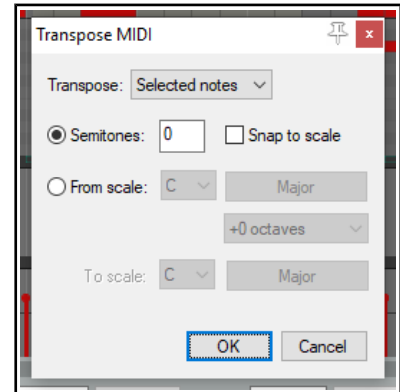 Transpose MIDI
Transpose: Selected notes
Semitones: 0 Snap to scale
From scale: C Major
+0 octaves
To scale: C Major
OK Cancel